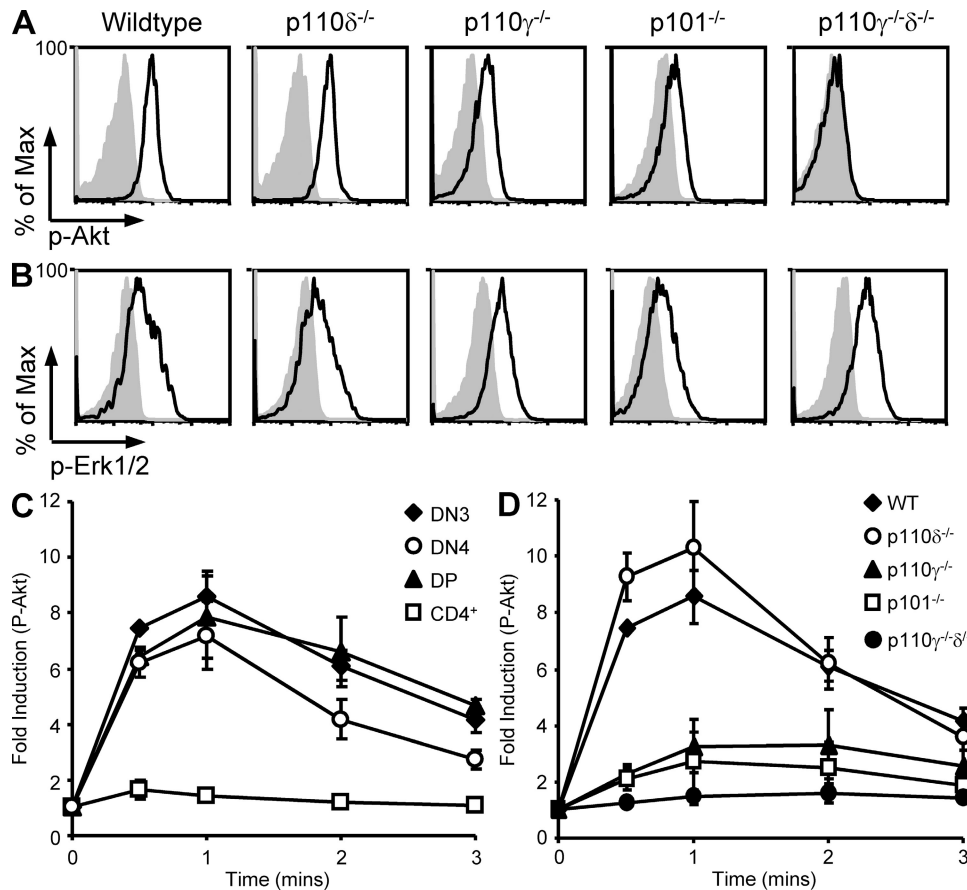 A Wildtype p110δ-/- p110γ-/- p101-/- p110γ-/-δ-/-
100
% of Max
p-Akt
B 100
% of Max
p-Erk1/2
C
12
10
8
6
4
2
0
Fold Induction (P-Akt)
DN3
DN4
DP
CD4+
0 1 2 3
Time (mins)
D
12
10
8
6
4
2
0
Fold Induction (P-Akt)
WT
p110δ-/-
p110γ-/-
p101-/-
p110γ-/-δ-/
0 1 2 3
Time (mins)